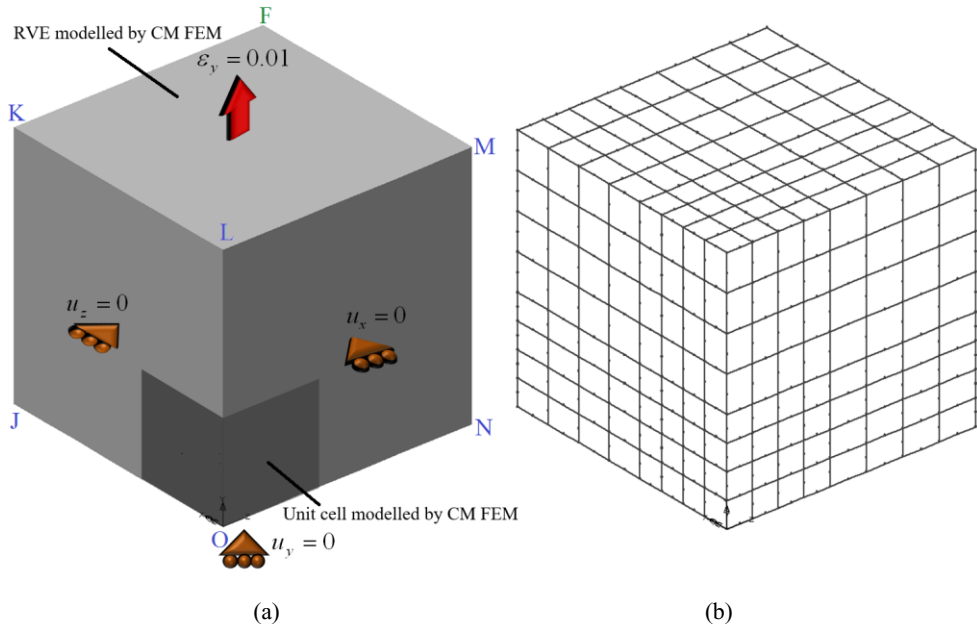 F
RVE modelled by CM FEM
ε_y = 0.01
K
M
L
u_z = 0
u_x = 0
J
N
Unit cell modelled by CM FEM
O
u_y = 0
(a)
(b)